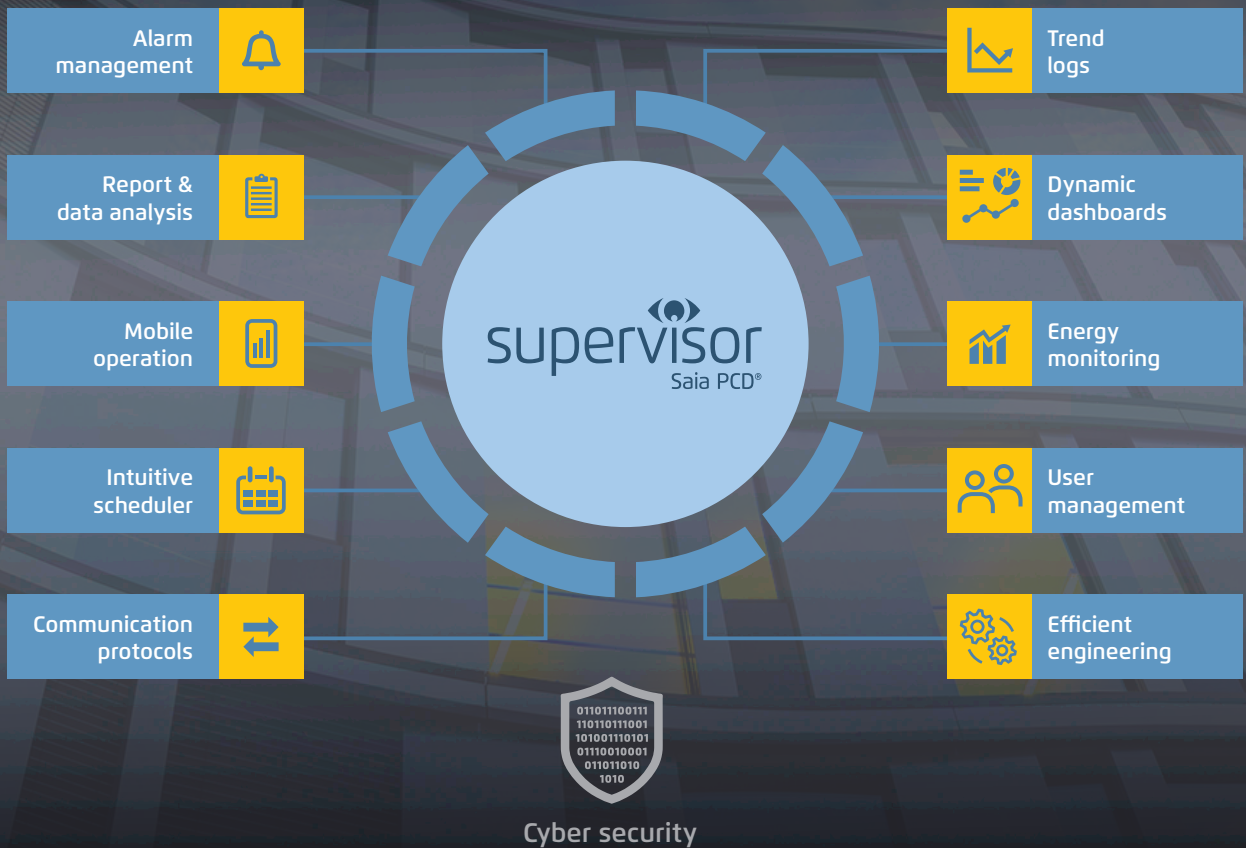 Alarm
management
Report &
data analysis
Mobile
operation
Intuitive
scheduler
Communication
protocols
supervisor
Saia PCD®
Trend
logs
Dynamic
dashboards
Energy
monitoring
User
management
Efficient
engineering
011011100111
110110111001
101001110101
01110010001
011011010
1010
Cyber security